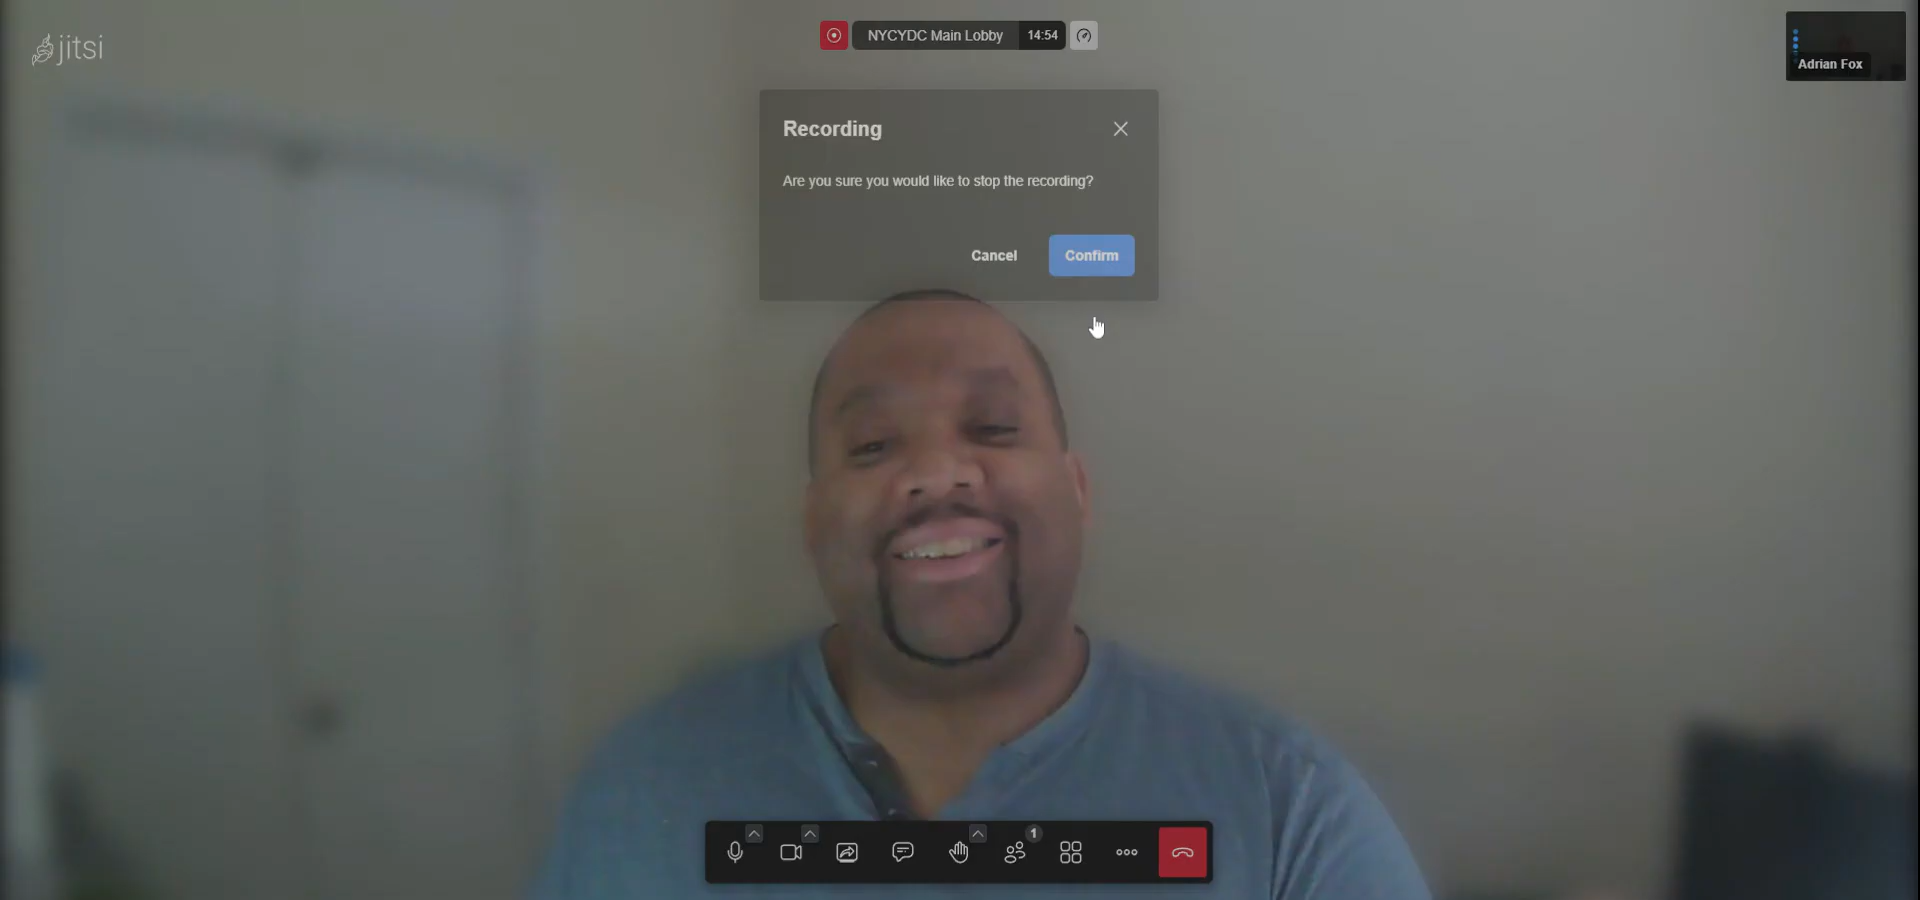 jitsi
NYCYDC Main Lobby 14:54
Adrian Fox
Recording
Are you sure you would like to stop the recording?
Cancel Confirm
1